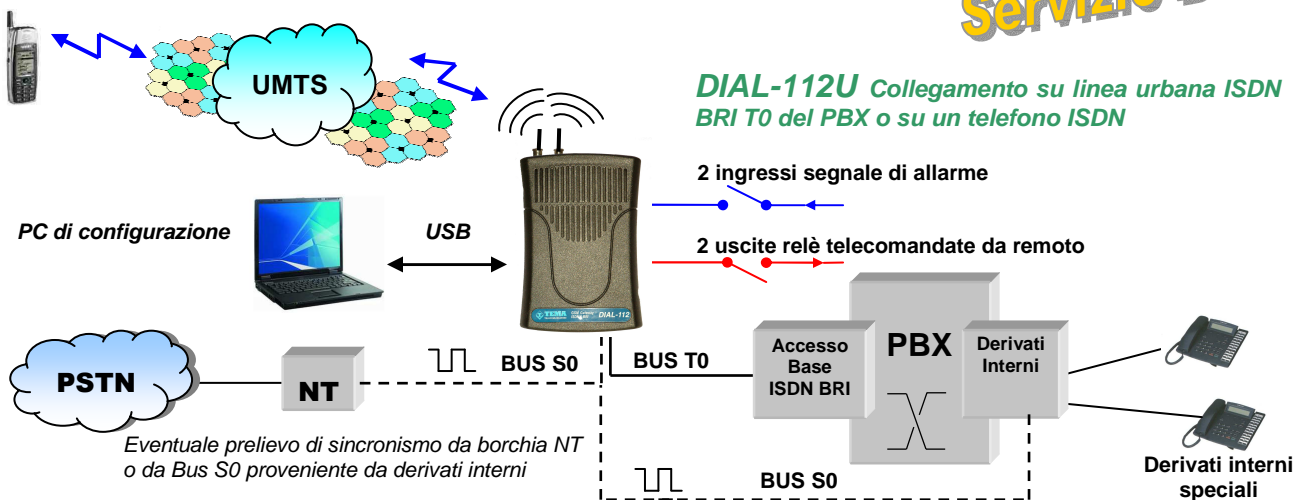 Servizio
UMTS
DIAL-112U Collegamento su linea urbana ISDN
BRI T0 del PBX o su un telefono ISDN
2 ingressi segnale di allarme
PC di configurazione
USB
2 uscite relè telecomandate da remoto
TEMA
DIAL-112
PSTN
NT
BUS S0
BUS T0
Accesso
Base
ISDN BRI
PBX
Derivati
Interni
Eventuale prelievo di sincronismo da borchia NT
o da Bus S0 proveniente da derivati interni
BUS S0
Derivati interni
speciali